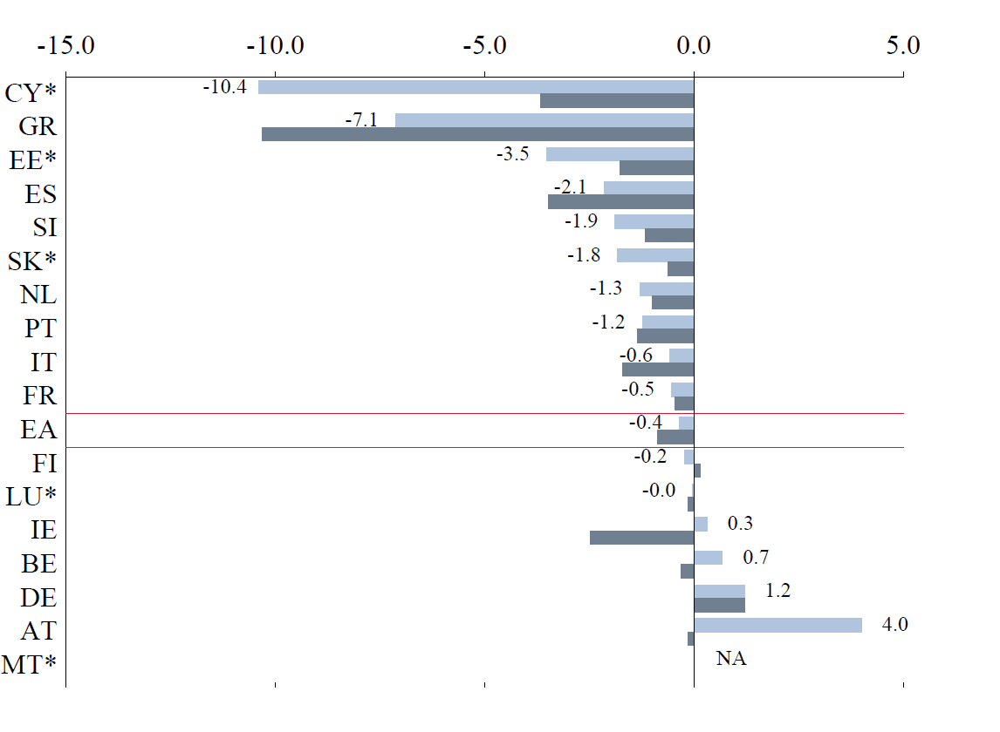 -15.0 -10.0 -5.0 0.0 5.0
CY* -10.4
GR -7.1
EE* -3.5
ES -2.1
SI -1.9
SK* -1.8
NL -1.3
PT -1.2
IT -0.6
FR -0.5
EA -0.4
FI -0.2
LU* -0.0
IE 0.3
BE 0.7
DE 1.2
AT 4.0
MT* NA